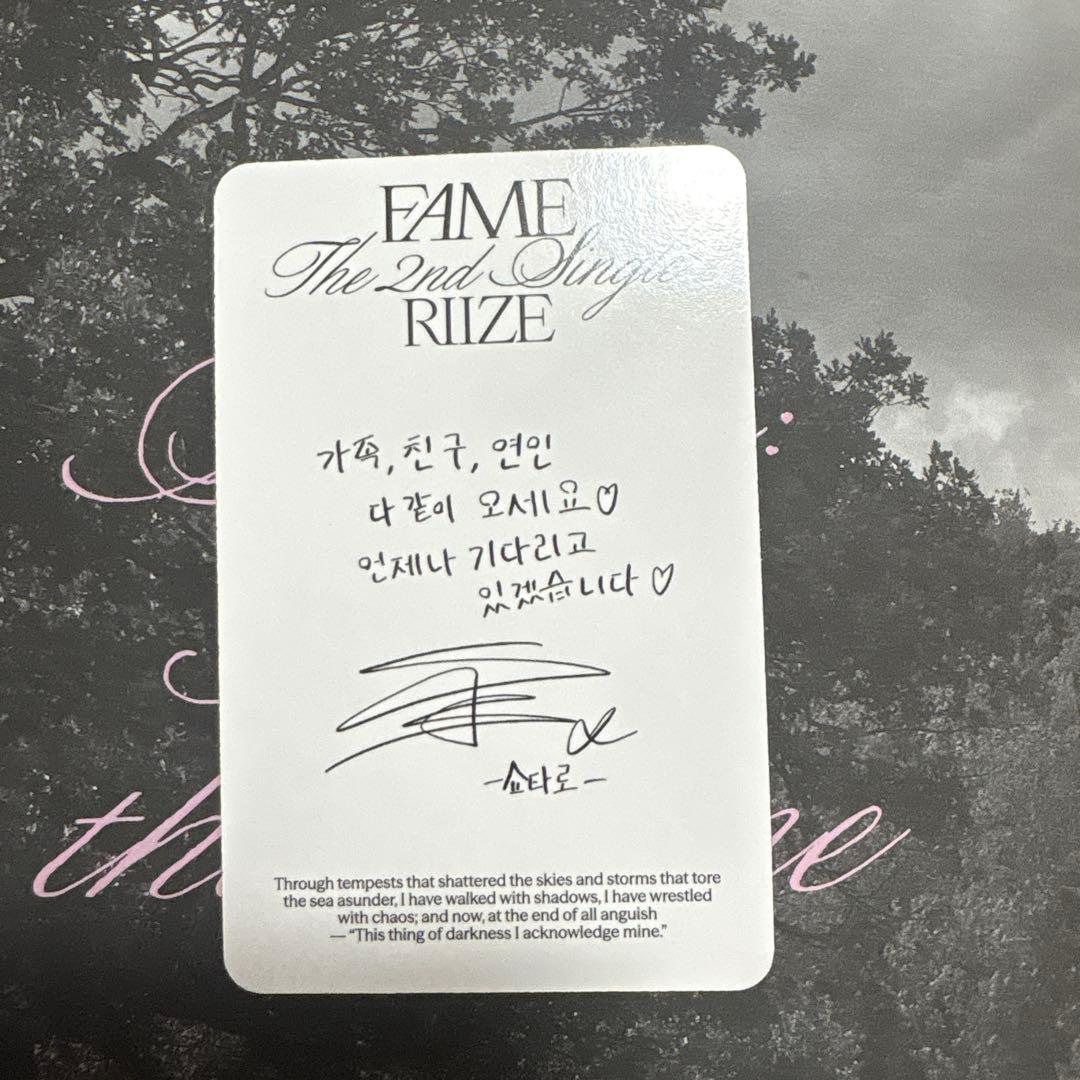 FAME
The 2nd Single
RIIZE
가족, 친구, 연인
다 같이 오세요♡
언제나 기다리고
있겠습니다♡
-쇼타로-
Through tempests that shattered the skies and storms that tore
the sea asunder, I have walked with shadows, I have wrestled
with chaos; and now, at the end of all anguish
— “This thing of darkness I acknowledge mine.”